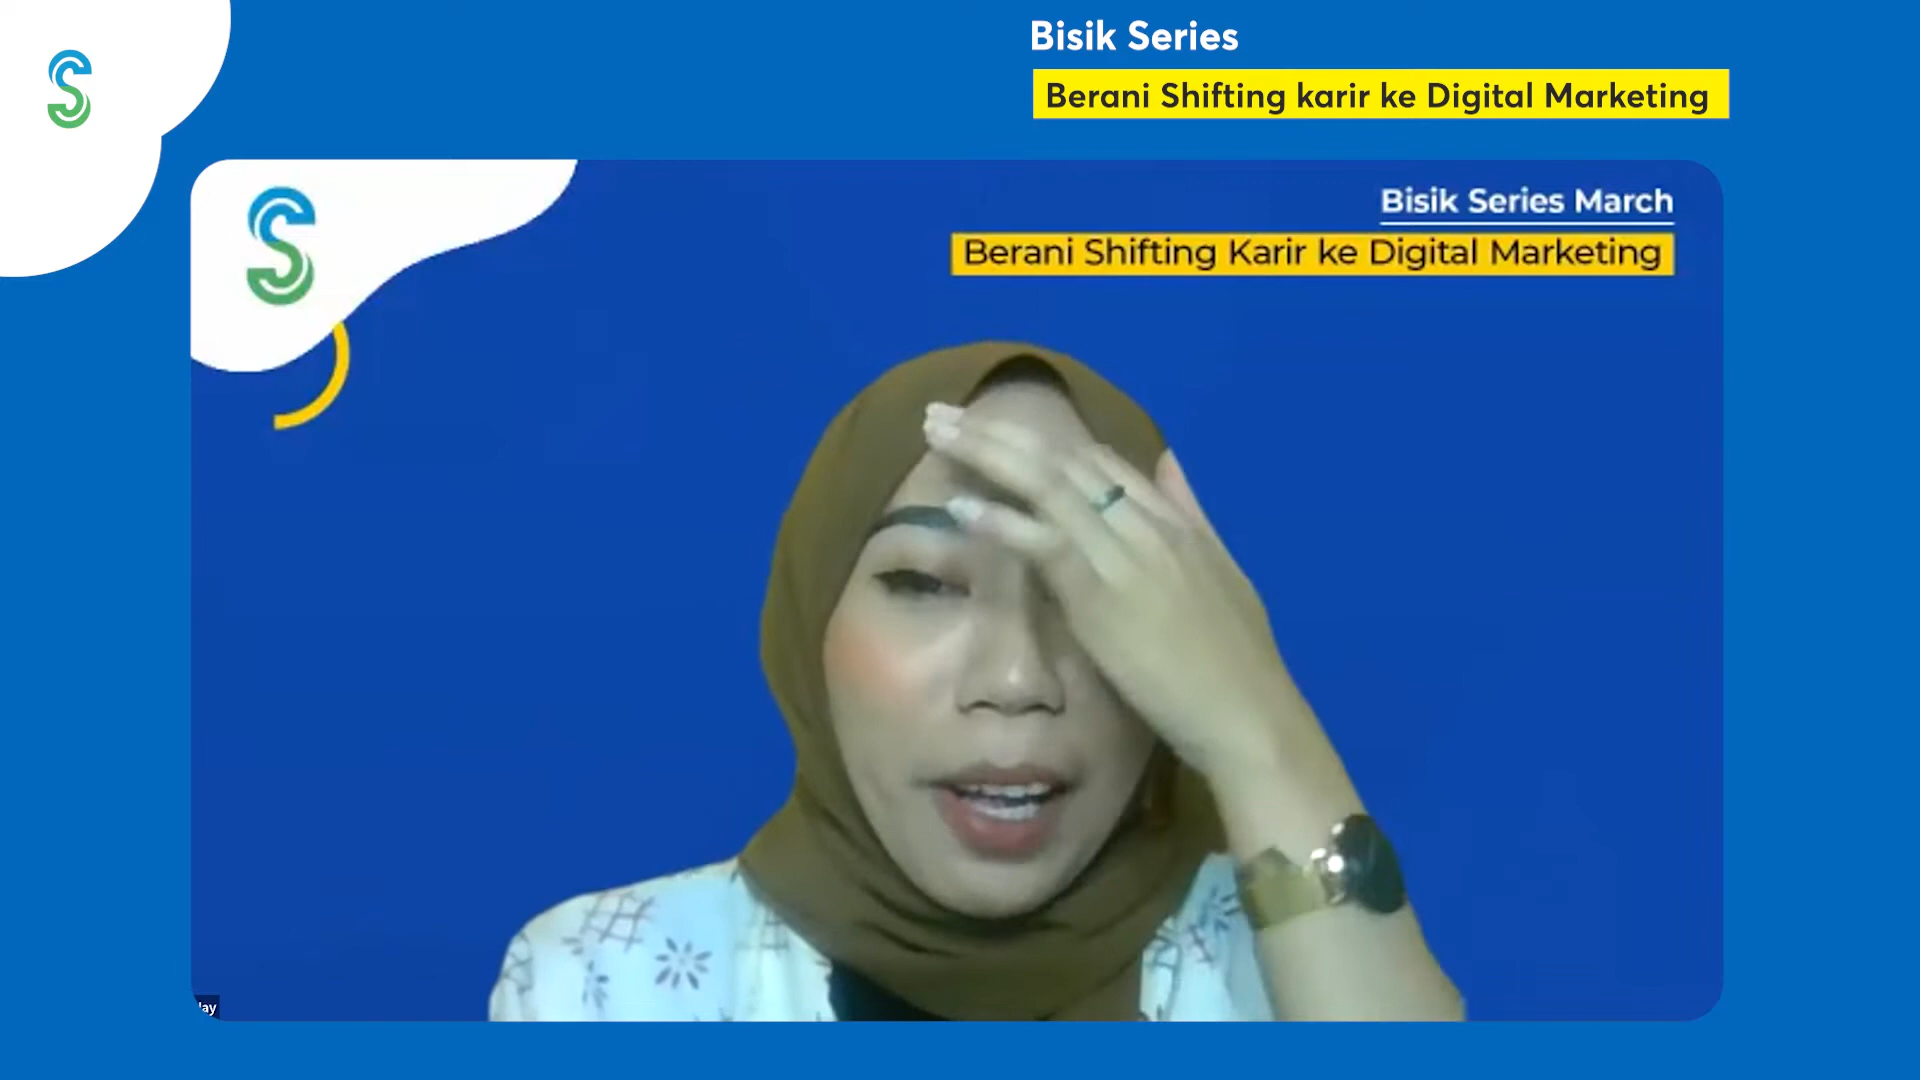 Bisik Series
Berani Shifting karir ke Digital Marketing
Bisik Series March
Berani Shifting Karir ke Digital Marketing